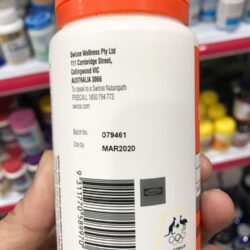 Swisse Wellness Pty Ltd
111 Cambridge Street,
Collingwood VIC
AUSTRALIA 3066
To speak to a Swisse Naturopath
FREECALL 1800 794 773
swisse.com
Batch No.
079461
Use by
MAR2020